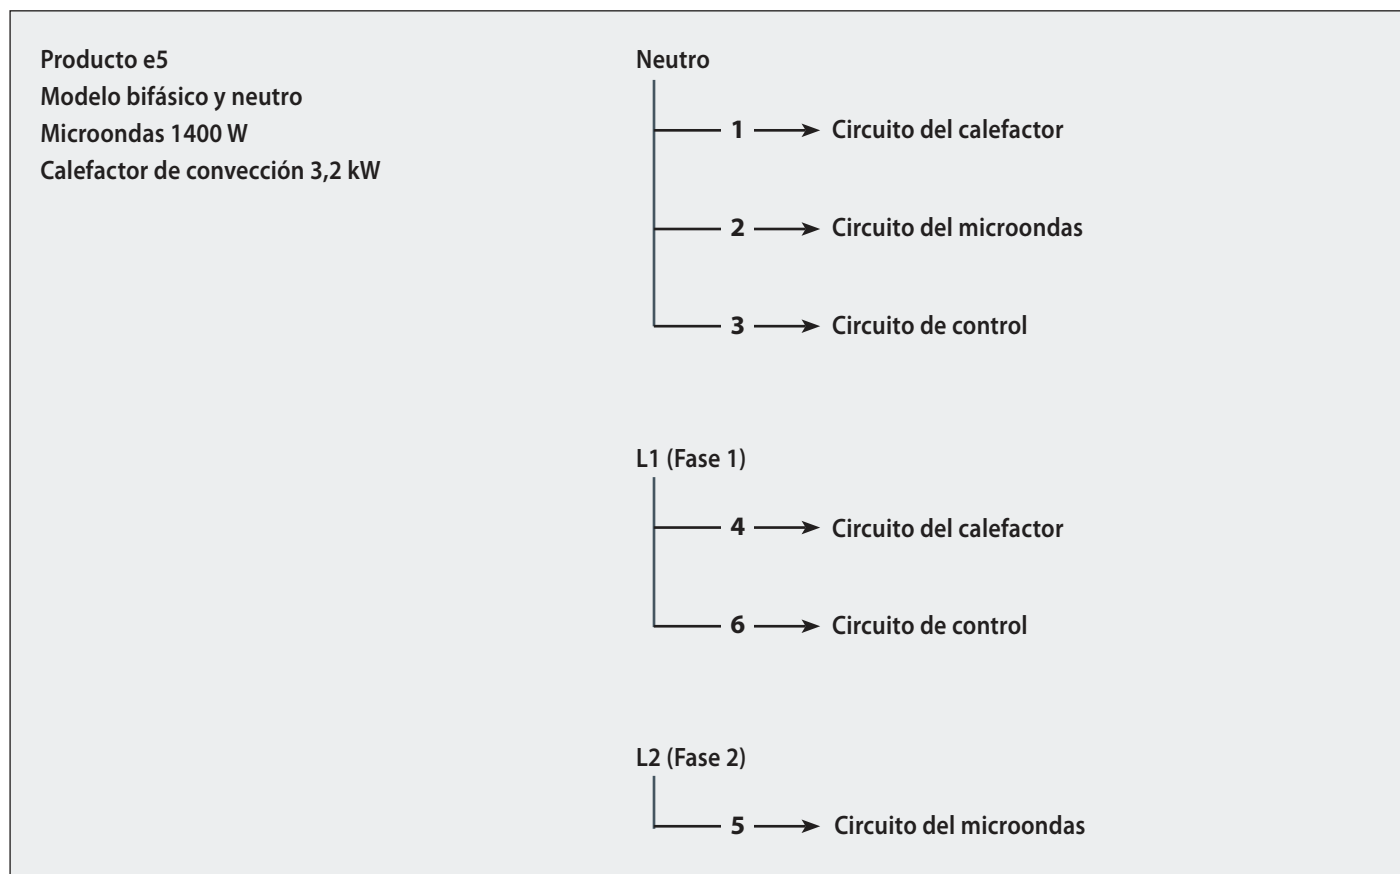 Producto e5
Modelo bifásico y neutro
Microondas 1400 W
Calefactor de convección 3,2 kW
Neutro
1 Circuito del calefactor
2 Circuito del microondas
3 Circuito de control
L1 (Fase 1)
4 Circuito del calefactor
6 Circuito de control
L2 (Fase 2)
5 Circuito del microondas